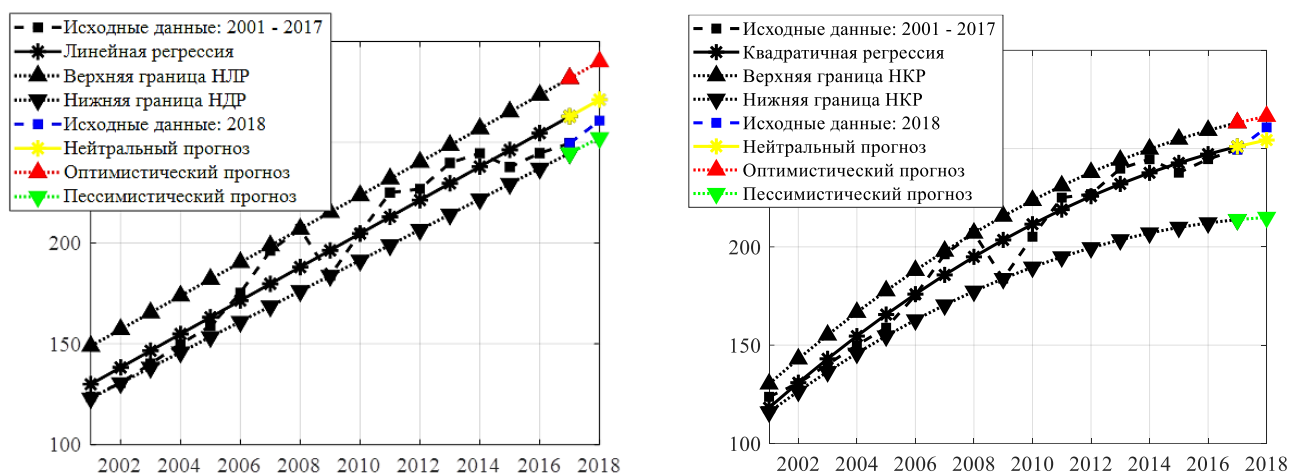 Исходные данные: 2001 - 2017
Линейная регрессия
Верхняя граница НЛР
Нижняя граница НДР
Исходные данные: 2018
Нейтральный прогноз
Оптимистический прогноз
Пессимистический прогноз
200
150
100
2002 2004 2006 2008 2010 2012 2014 2016 2018
Исходные данные: 2001 - 2017
Квадратичная регрессия
Верхняя граница НКР
Нижняя граница НКР
Исходные данные: 2018
Нейтральный прогноз
Оптимистический прогноз
Пессимистический прогноз
200
150
100
2002 2004 2006 2008 2010 2012 2014 2016 2018